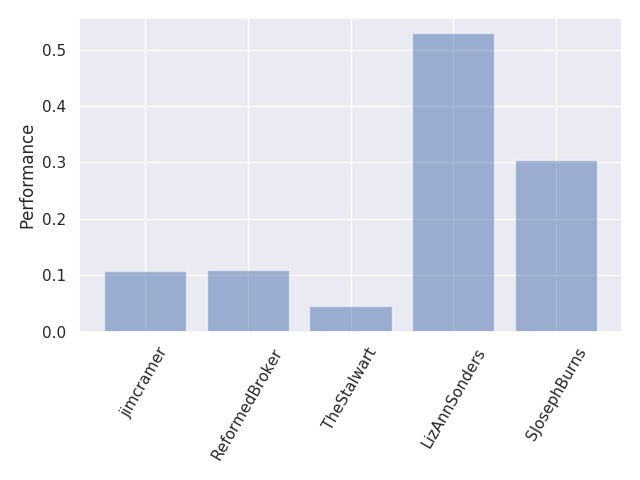 0.5
0.4
0.3
0.2
0.1
0.0
Performance
jimcramer
ReformedBroker
TheStalwart
LizAnnSonders
SJosephBurns